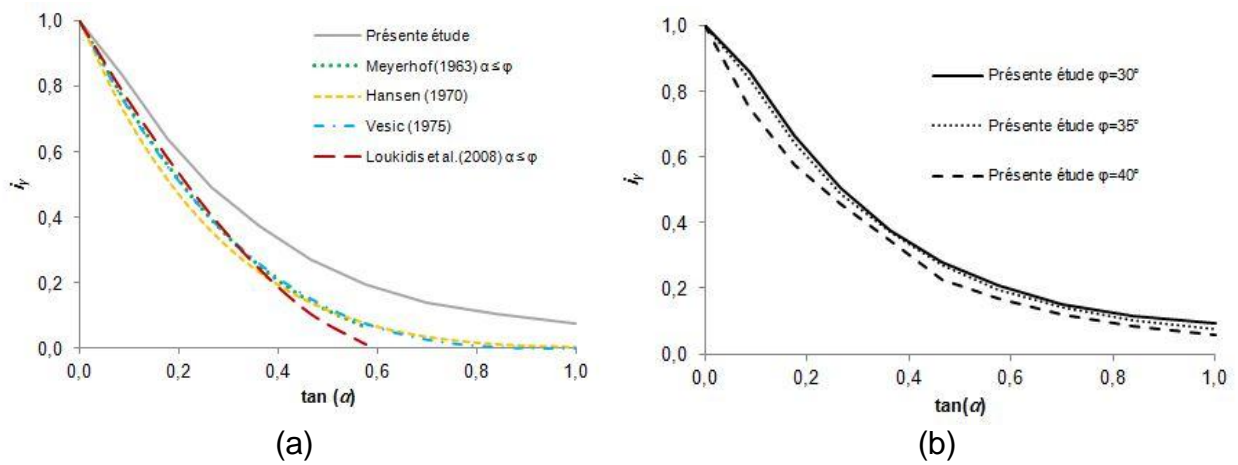 1,0
0,8
0,6
0,4
0,2
0,0
iγ
0,0 0,2 0,4 0,6 0,8 1,0
tan (α)
Présente étude
Meyerhof (1963) α ≤ φ
Hansen (1970)
Vesic (1975)
Loukidis et al.(2008) α ≤ φ
(a)
1,0
0,8
0,6
0,4
0,2
0,0
iγ
0,0 0,2 0,4 0,6 0,8 1,0
tan(α)
Présente étude φ=30°
Présente étude φ=35°
Présente étude φ=40°
(b)